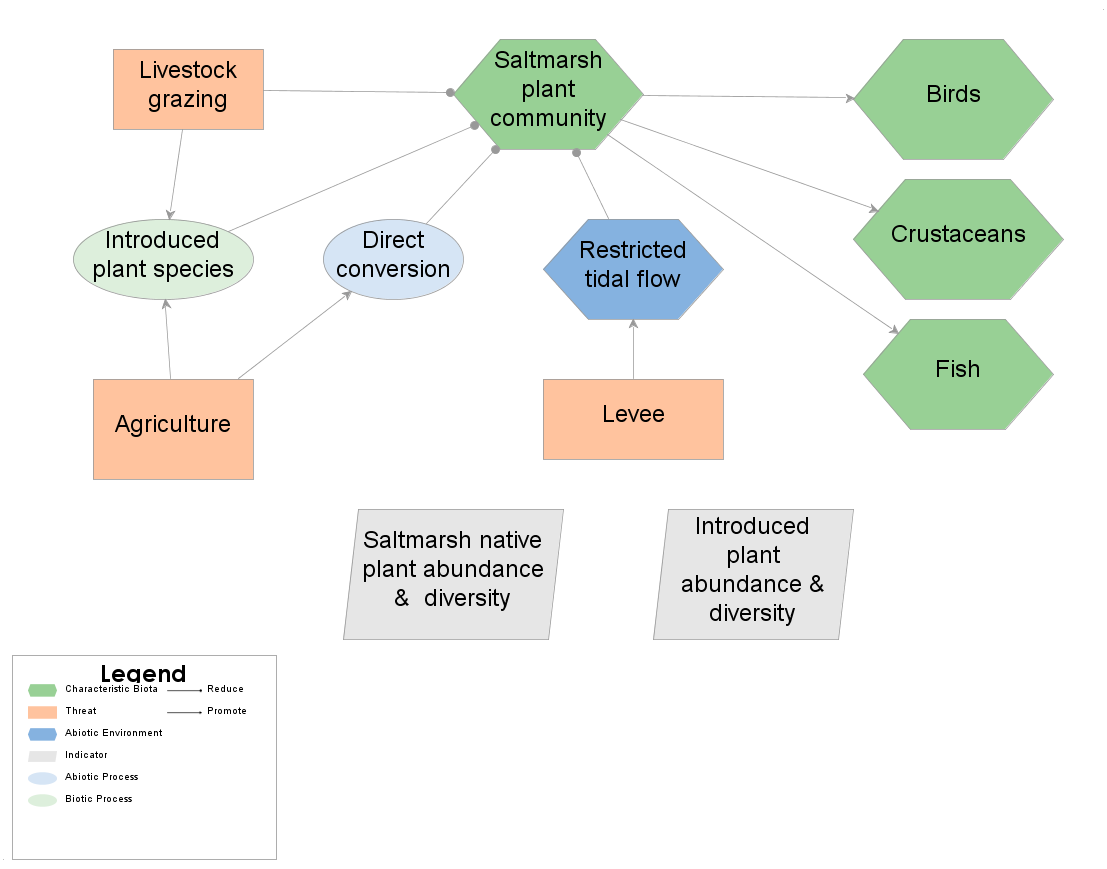 Livestock
grazing
Saltmarsh
plant
community
Birds
Introduced
plant species
Direct
conversion
Restricted
tidal flow
Crustaceans
Fish
Agriculture
Levee
Saltmarsh native
plant abundance
& diversity
Introduced
plant
abundance &
diversity
Legend
Characteristic Biota
Reduce
Threat
Promote
Abiotic Environment
Indicator
Abiotic Process
Biotic Process